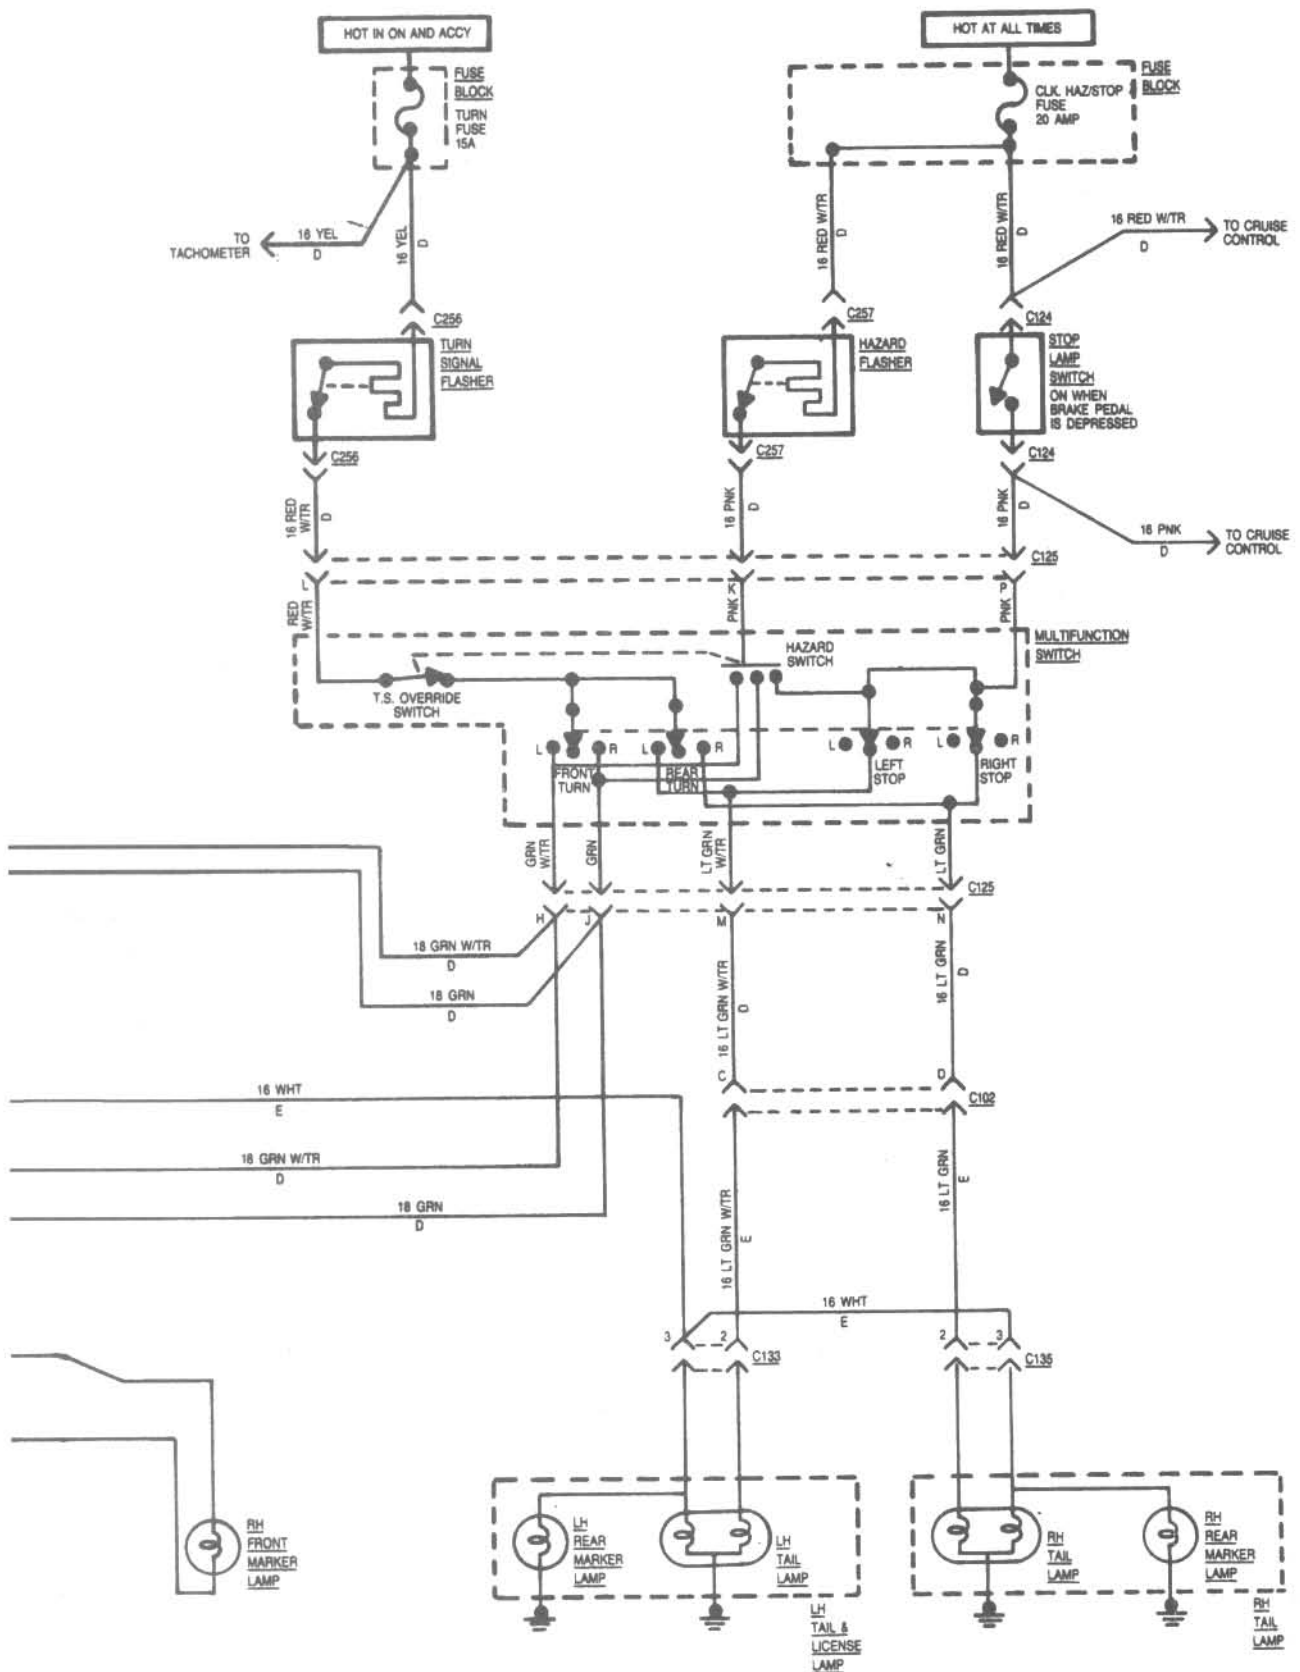 HOT IN ON AND ACCY
HOT AT ALL TIMES
FUSE
BLOCK
TURN
FUSE
15A
CLK. HAZ/STOP
FUSE
20 AMP
FUSE
BLOCK
TO
TACHOMETER
16 YEL
D
16 YEL
D
16 RED W/TR
D
16 RED W/TR
D
16 RED W/TR
D
TO CRUISE
CONTROL
C256
TURN
SIGNAL
FLASHER
C257
HAZARD
FLASHER
C124
STOP
LAMP
SWITCH
ON WHEN
BRAKE PEDAL
IS DEPRESSED
C256
C257
C124
16 RED
W/TR
D
16 PNK
D
16 PNK
D
16 PNK
D
TO CRUISE
CONTROL
C125
L
K
P
RED
W/TR
PNK
PNK
MULTIFUNCTION
SWITCH
HAZARD
SWITCH
T.S. OVERRIDE
SWITCH
L
R
L
R
L
R
L
R
FRONT
TURN
REAR
TURN
LEFT
STOP
RIGHT
STOP
GRN
W/TR
GRN
LT GRN
W/TR
LT GRN
C125
H
J
M
N
18 GRN W/TR
D
18 GRN
D
16 LT GRN W/TR
D
16 LT GRN
D
C
D
C102
16 WHT
E
18 GRN W/TR
D
18 GRN
D
16 LT GRN W/TR
E
16 LT GRN
E
16 WHT
E
3
2
C133
2
3
C135
RH
FRONT
MARKER
LAMP
LH
REAR
MARKER
LAMP
LH
TAIL
LAMP
RH
TAIL
LAMP
RH
REAR
MARKER
LAMP
LH
TAIL &
LICENSE
LAMP
RH
TAIL
LAMP